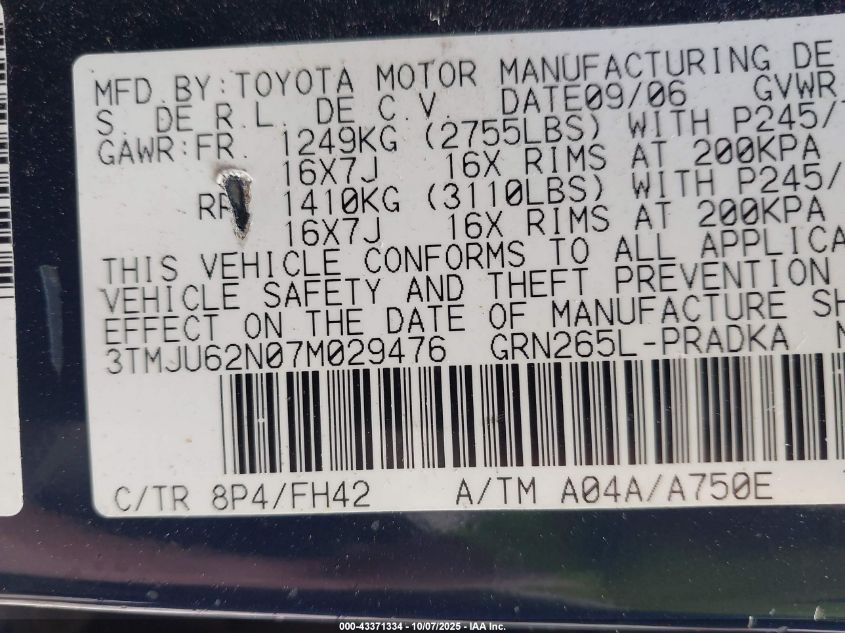 MFD.BY:TOYOTA MOTOR MANUFACTURING DE
S. DE R.L. DE C.V. DATE09/06 GVWR
GAWR:FR. 1249KG (2755LBS) WITH P245/
16X7J 16X RIMS AT 200KPA
RR 1410KG (3110LBS) WITH P245/
16X7J 16X RIMS AT 200KPA
THIS VEHICLE CONFORMS TO ALL APPLICA
VEHICLE SAFETY AND THEFT PREVENTION
EFFECT ON THE DATE OF MANUFACTURE SH
3TMJU62N07M029476 GRN265L-PRADKA
C/TR 8P4/FH42 A/TM A04A/A750E
000-43371334 - 10/07/2025 - IAA Inc.